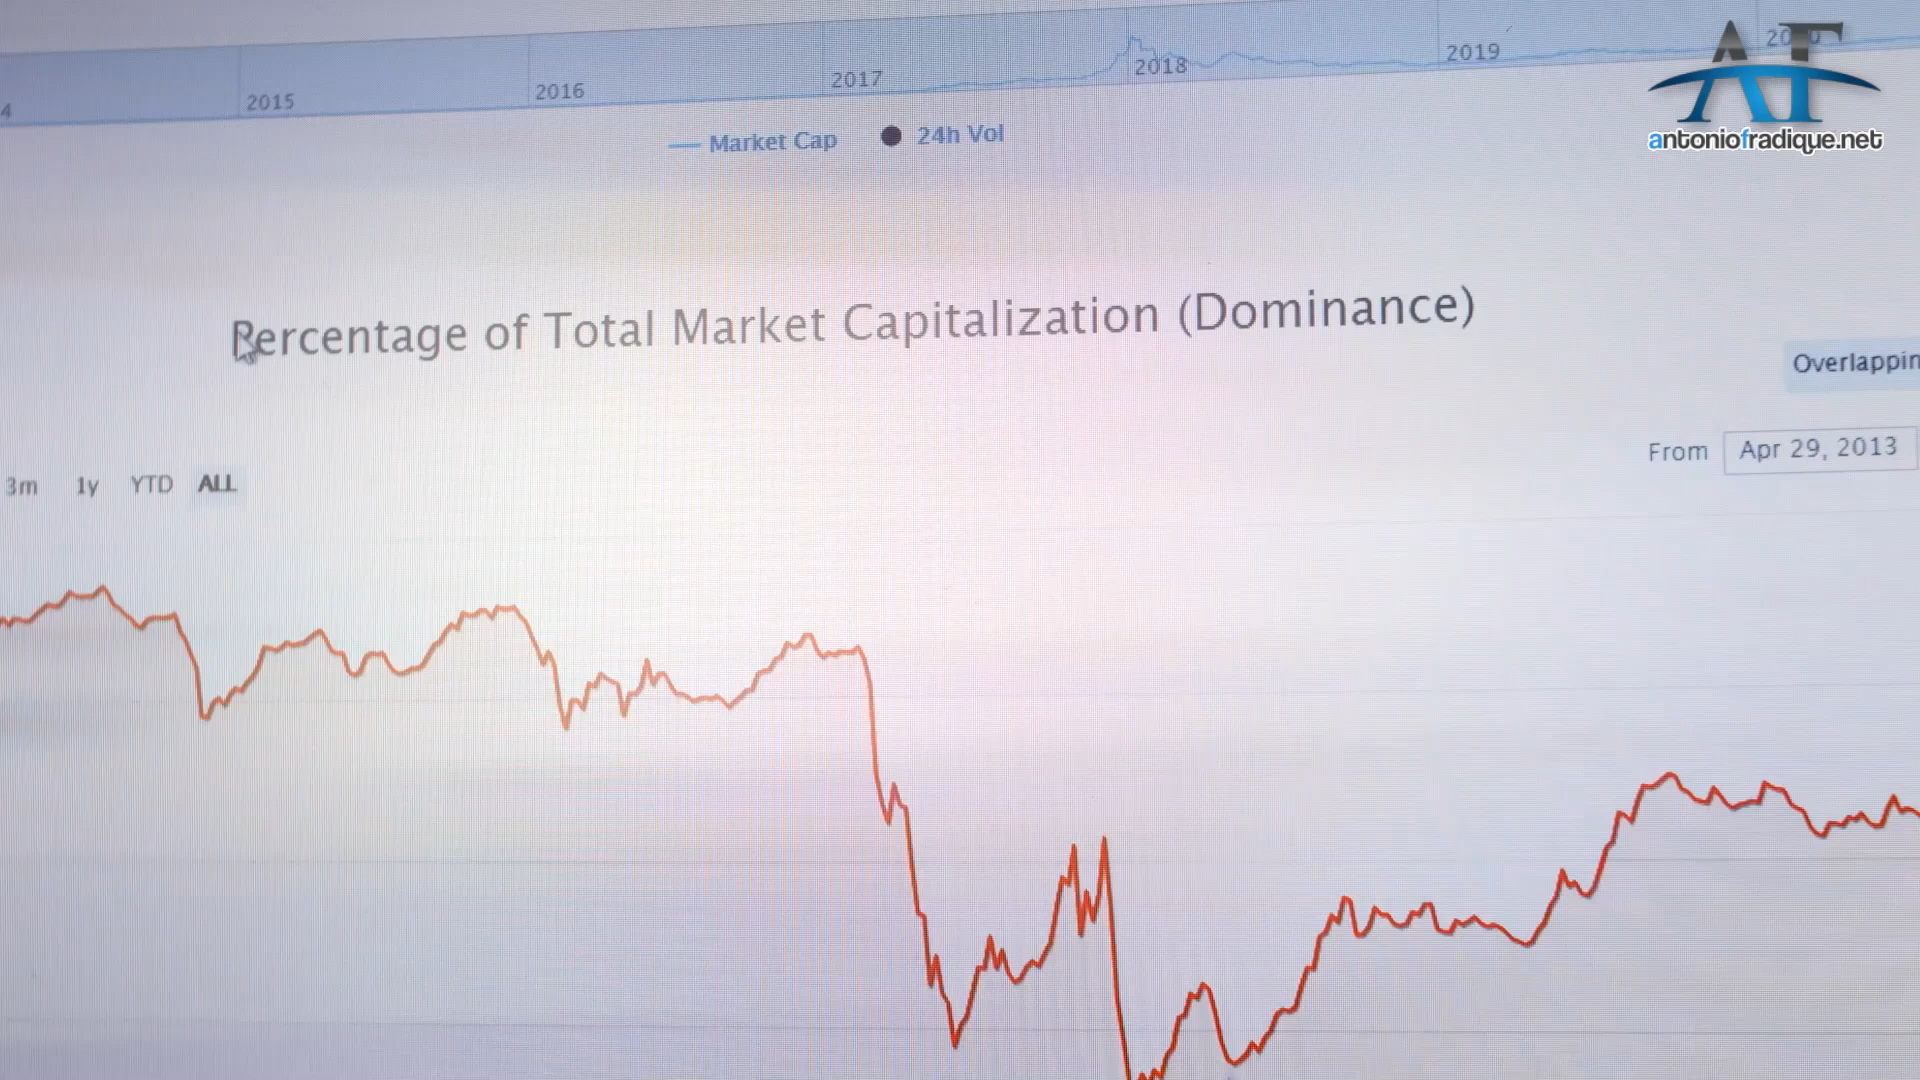 4
2015
2016
2017
2018
2019
AF
antoniofradique.net
Market Cap
24h Vol
Percentage of Total Market Capitalization (Dominance)
Overlappin
From
Apr 29, 2013
3m
1y
YTD
ALL